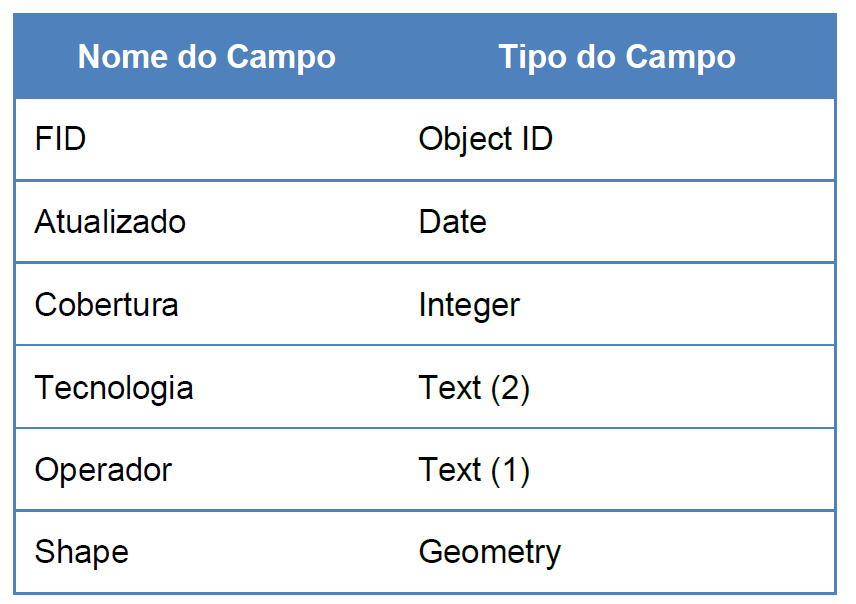 Nome do Campo Tipo do Campo
FID Object ID
Atualizado Date
Cobertura Integer
Tecnologia Text (2)
Operador Text (1)
Shape Geometry